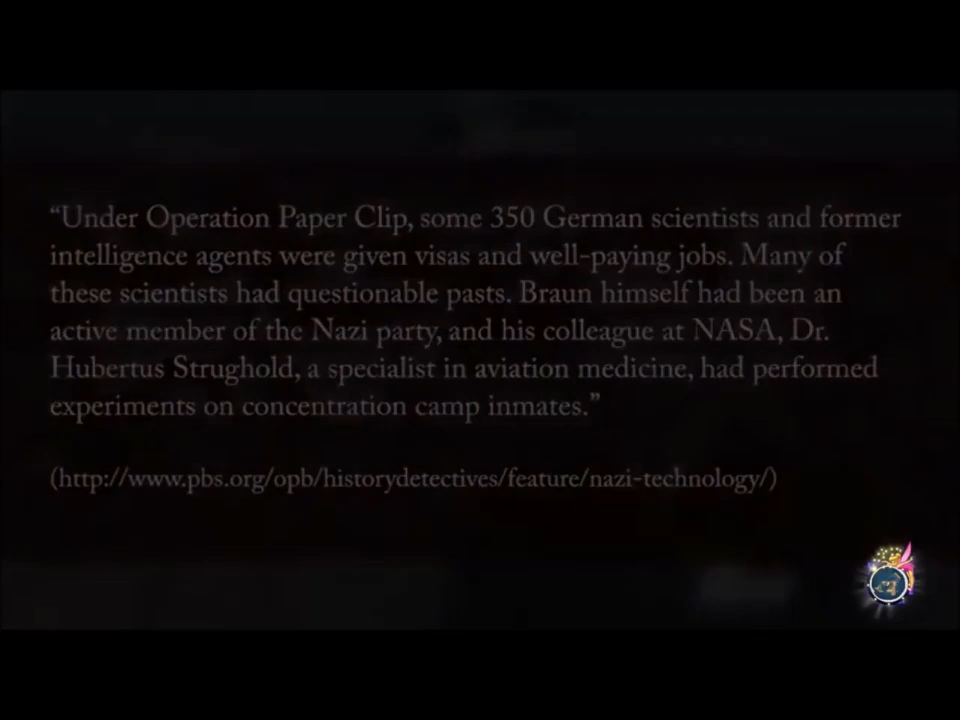 “Under Operation Paper Clip, some 350 German scientists and former
intelligence agents were given visas and well-paying jobs. Many of
these scientists had questionable pasts. Braun himself had been an
active member of the Nazi party, and his colleague at NASA, Dr.
Hubertus Strughold, a specialist in aviation medicine, had performed
experiments on concentration camp inmates.”
(http://www.pbs.org/opb/historydetectives/feature/nazi-technology/)